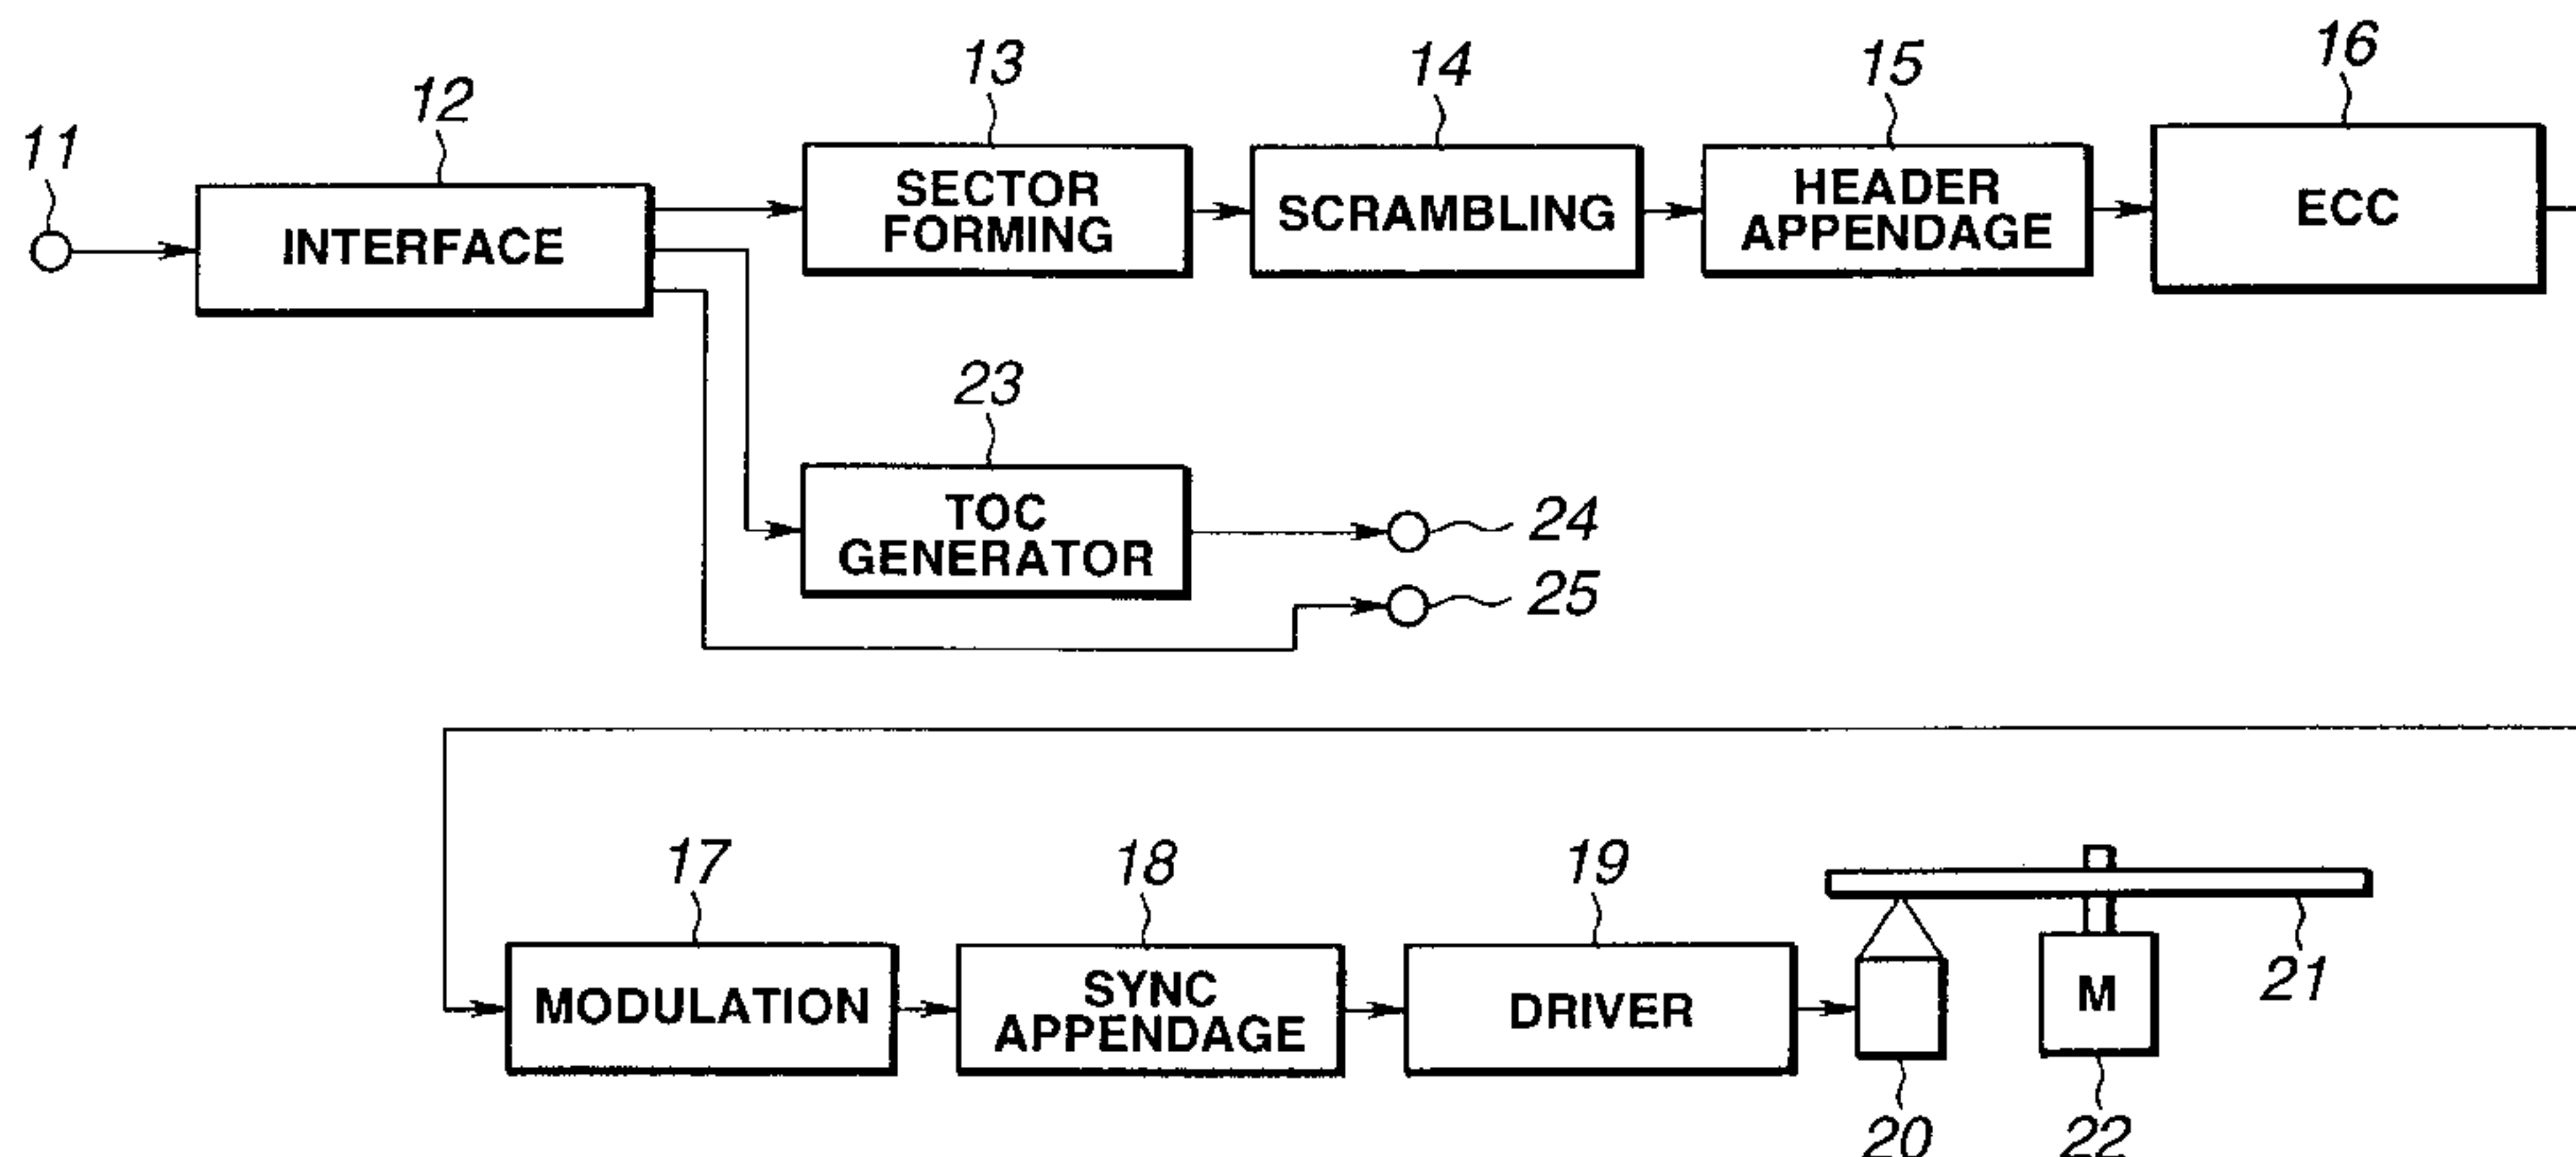 11
12
INTERFACE
13
SECTOR
FORMING
14
SCRAMBLING
15
HEADER
APPENDAGE
16
ECC
23
TOC
GENERATOR
24
25
17
MODULATION
18
SYNC
APPENDAGE
19
DRIVER
20
M
22
21